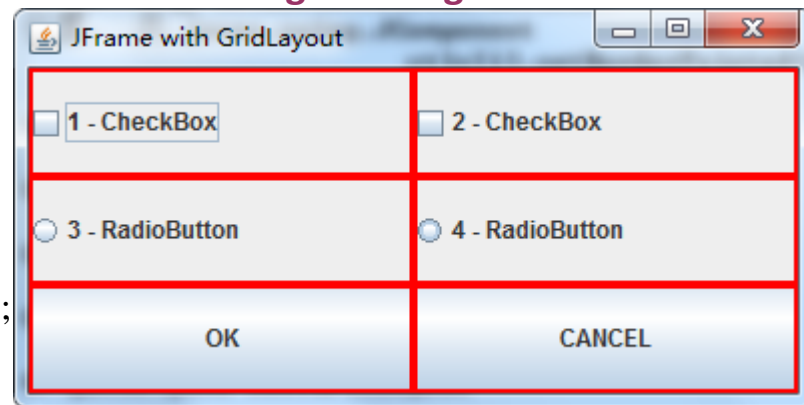 JFrame with GridLayout
1 - CheckBox
2 - CheckBox
3 - RadioButton
4 - RadioButton
;
OK
CANCEL